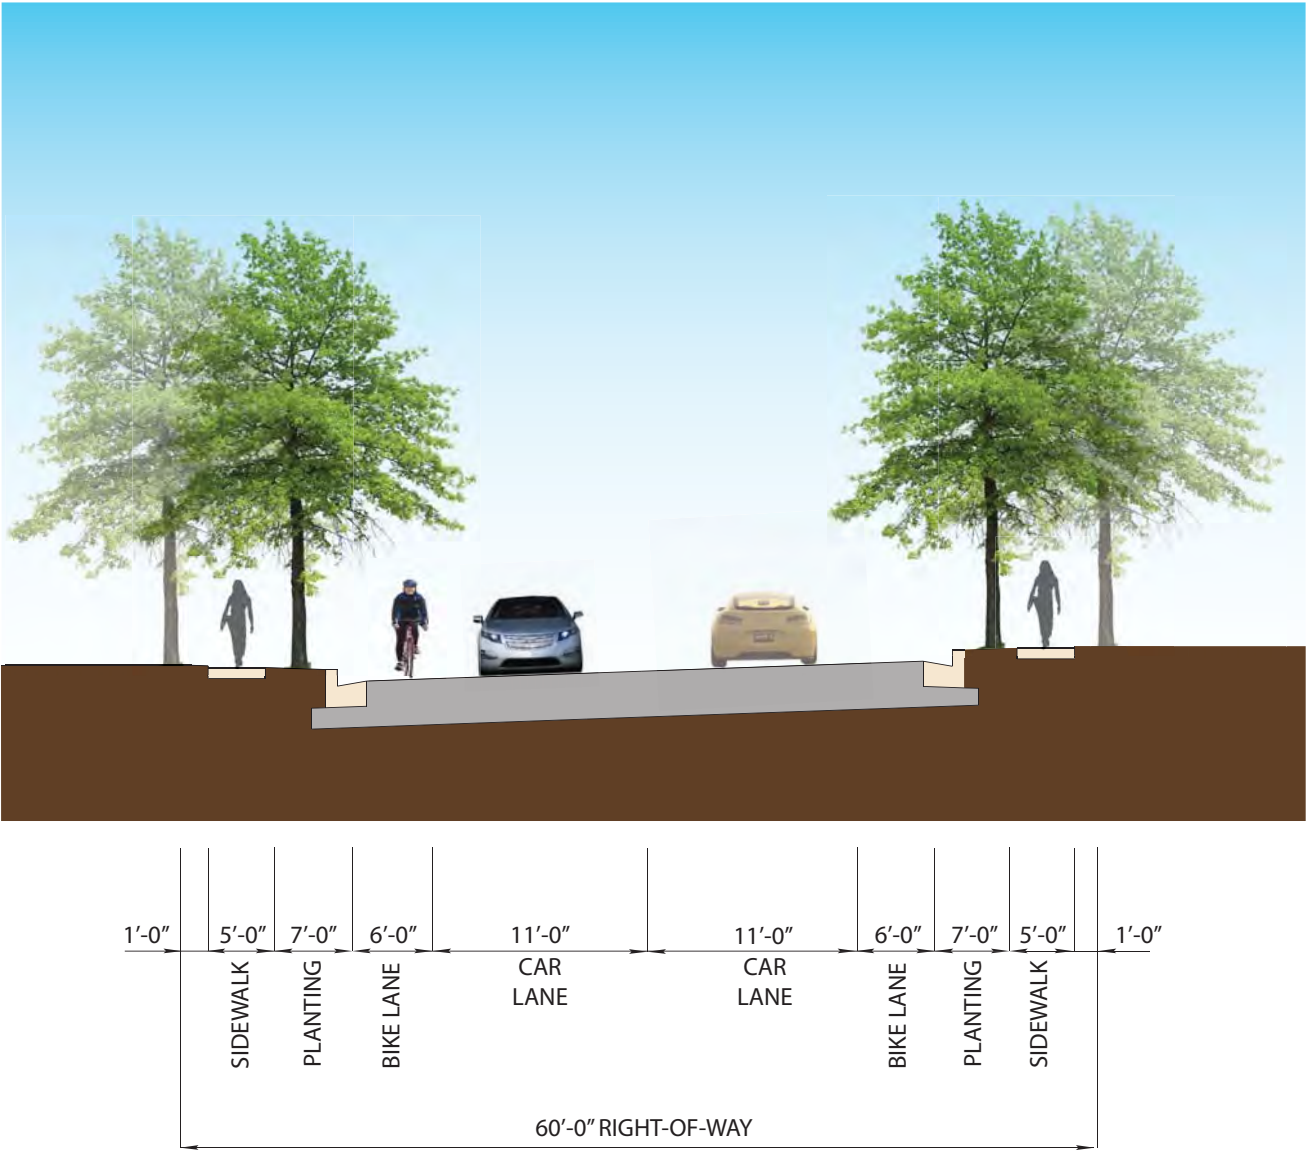 1’-0” 5’-0” 7’-0” 6’-0” 11’-0” 11’-0” 6’-0” 7’-0” 5’-0” 1’-0”
SIDEWALK
PLANTING
BIKE LANE
CAR
LANE
CAR
LANE
BIKE LANE
PLANTING
SIDEWALK
60’-0” RIGHT-OF-WAY